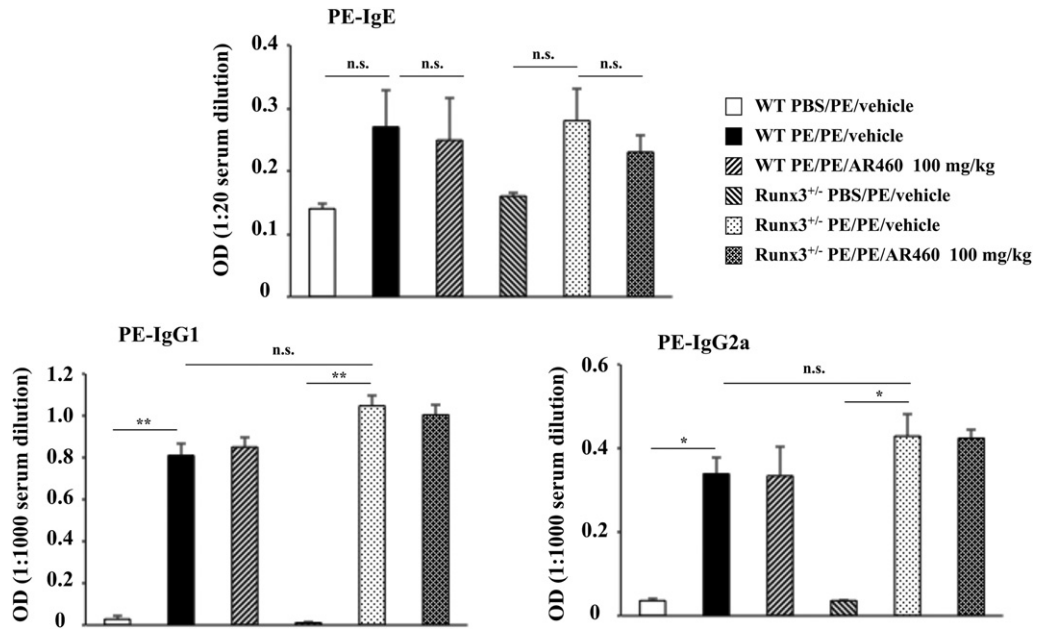 PE-IgE
OD (1:20 serum dilution)
0.4
0.3
0.2
0.1
0
n.s.
n.s.
n.s.
n.s.
WT PBS/PE/vehicle
WT PE/PE/vehicle
WT PE/PE/AR460 100 mg/kg
Runx3+/- PBS/PE/vehicle
Runx3+/- PE/PE/vehicle
Runx3+/- PE/PE/AR460 100 mg/kg
PE-IgG1
OD (1:1000 serum dilution)
1.2
1.0
0.8
0.6
0.4
0.2
0
n.s.
**
**
PE-IgG2a
OD (1:1000 serum dilution)
0.6
0.4
0.2
0
n.s.
*
*